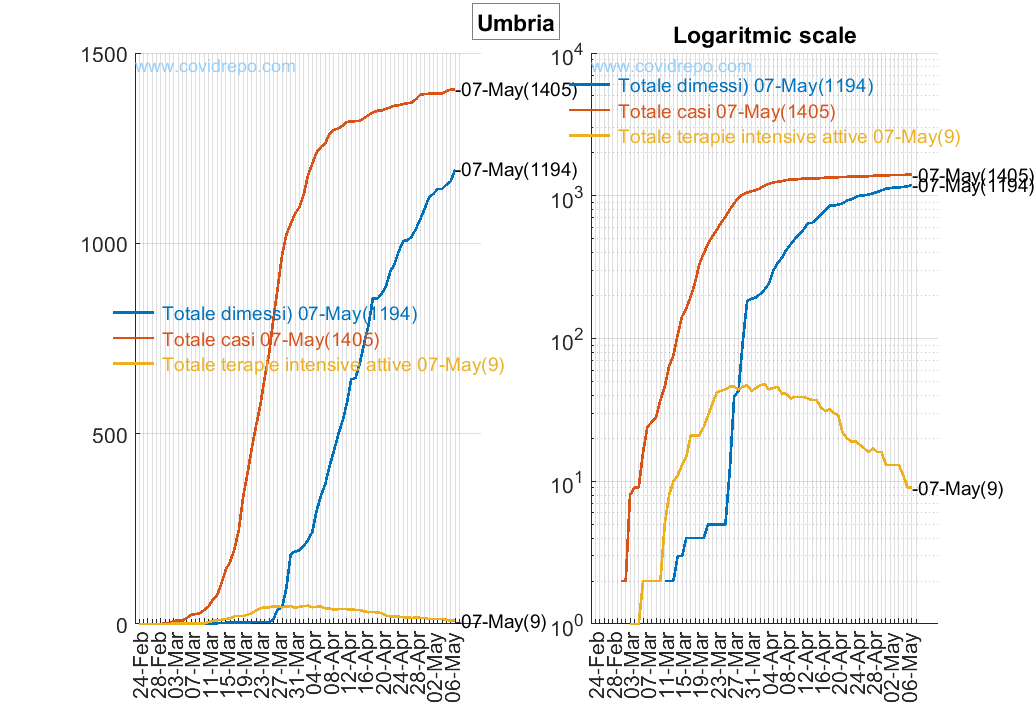 Umbria
1500
1000
500
0
www.covidrepo.com
-07-May(1405)
-07-May(1194)
Totale dimessi) 07-May(1194)
Totale casi 07-May(1405)
Totale terapie intensive attive 07-May(9)
-07-May(9)
24-Feb
28-Feb
03-Mar
07-Mar
11-Mar
15-Mar
19-Mar
23-Mar
27-Mar
31-Mar
04-Apr
08-Apr
12-Apr
16-Apr
20-Apr
24-Apr
28-Apr
02-May
06-May
Logaritmic scale
10^4
10^3
10^2
10^1
10^0
www.covidrepo.com
Totale dimessi) 07-May(1194)
Totale casi 07-May(1405)
Totale terapie intensive attive 07-May(9)
-07-May(1405)
-07-May(1194)
-07-May(9)
24-Feb
28-Feb
03-Mar
07-Mar
11-Mar
15-Mar
19-Mar
23-Mar
27-Mar
31-Mar
04-Apr
08-Apr
12-Apr
16-Apr
20-Apr
24-Apr
28-Apr
02-May
06-May